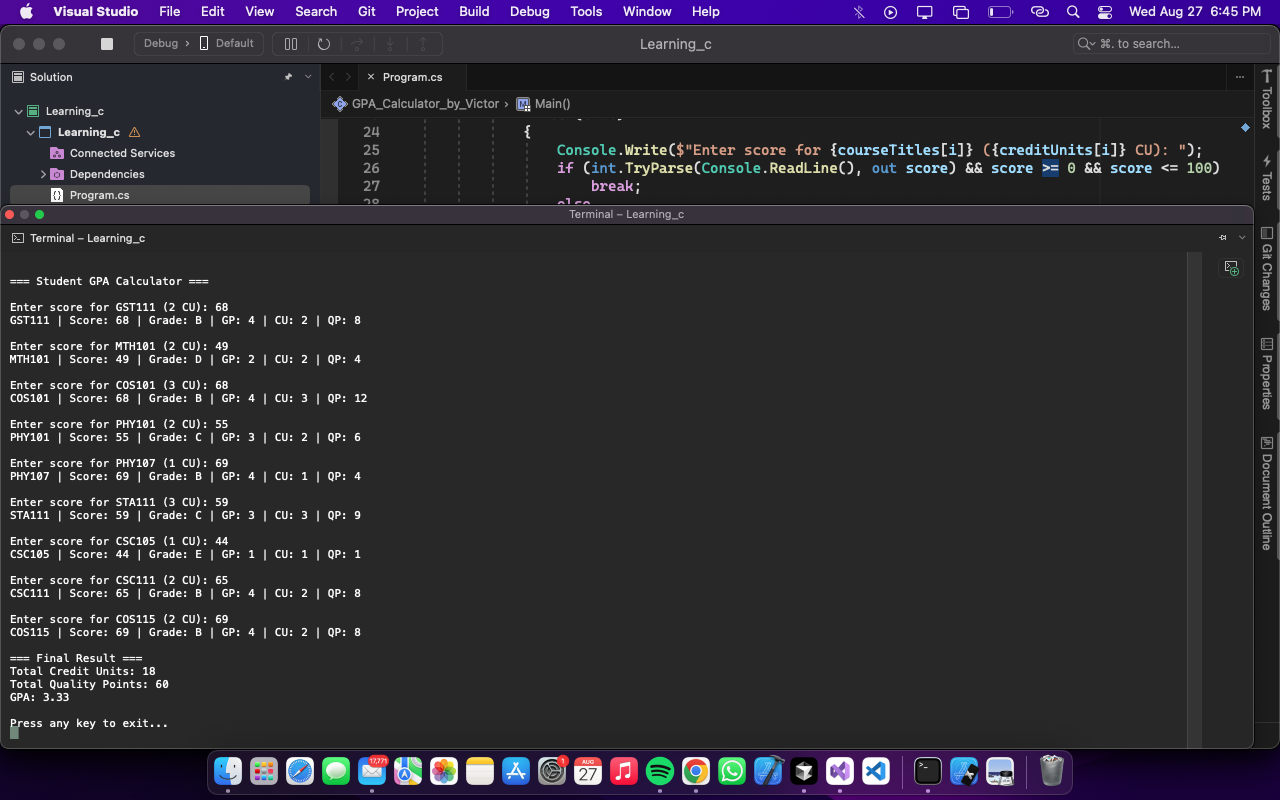 Visual Studio File Edit View Search Git Project Build Debug Tools Window Help Wed Aug 27 6:45 PM
Debug › Default
Learning_c
⌘. to search...
Solution
Program.cs
GPA_Calculator_by_Victor › Main()
Learning_c
Learning_c
Connected Services
Dependencies
Program.cs
24 {
25 Console.Write($"Enter score for {courseTitles[i]} ({creditUnits[i]} CU): ");
26 if (int.TryParse(Console.ReadLine(), out score) && score >= 0 && score <= 100)
27 break;
28 else
Toolbox
Tests
Git Changes
Properties
Document Outline
Terminal – Learning_c
Terminal – Learning_c
=== Student GPA Calculator ===
Enter score for GST111 (2 CU): 68
GST111 | Score: 68 | Grade: B | GP: 4 | CU: 2 | QP: 8
Enter score for MTH101 (2 CU): 49
MTH101 | Score: 49 | Grade: D | GP: 2 | CU: 2 | QP: 4
Enter score for COS101 (3 CU): 68
COS101 | Score: 68 | Grade: B | GP: 4 | CU: 3 | QP: 12
Enter score for PHY101 (2 CU): 55
PHY101 | Score: 55 | Grade: C | GP: 3 | CU: 2 | QP: 6
Enter score for PHY107 (1 CU): 69
PHY107 | Score: 69 | Grade: B | GP: 4 | CU: 1 | QP: 4
Enter score for STA111 (3 CU): 59
STA111 | Score: 59 | Grade: C | GP: 3 | CU: 3 | QP: 9
Enter score for CSC105 (1 CU): 44
CSC105 | Score: 44 | Grade: E | GP: 1 | CU: 1 | QP: 1
Enter score for CSC111 (2 CU): 65
CSC111 | Score: 65 | Grade: B | GP: 4 | CU: 2 | QP: 8
Enter score for COS115 (2 CU): 69
COS115 | Score: 69 | Grade: B | GP: 4 | CU: 2 | QP: 8
=== Final Result ===
Total Credit Units: 18
Total Quality Points: 60
GPA: 3.33
Press any key to exit...
17,771
1
AUG
27